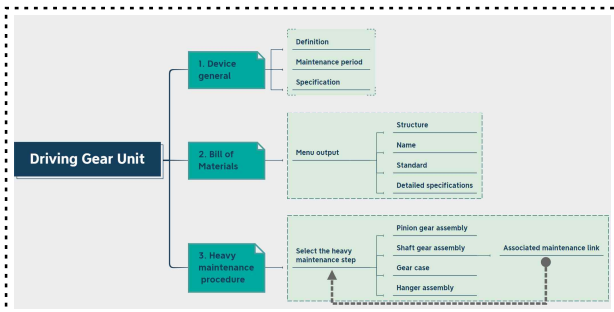 Driving Gear Unit
1. Device
general
Definition
Maintenance period
Specification
2. Bill of
Materials
Menu output
Structure
Name
Standard
Detailed specifications
3. Heavy
maintenance
procedure
Select the heavy
maintenance step
Pinion gear assembly
Shaft gear assembly
Gear case
Hanger assembly
Associated maintenance link